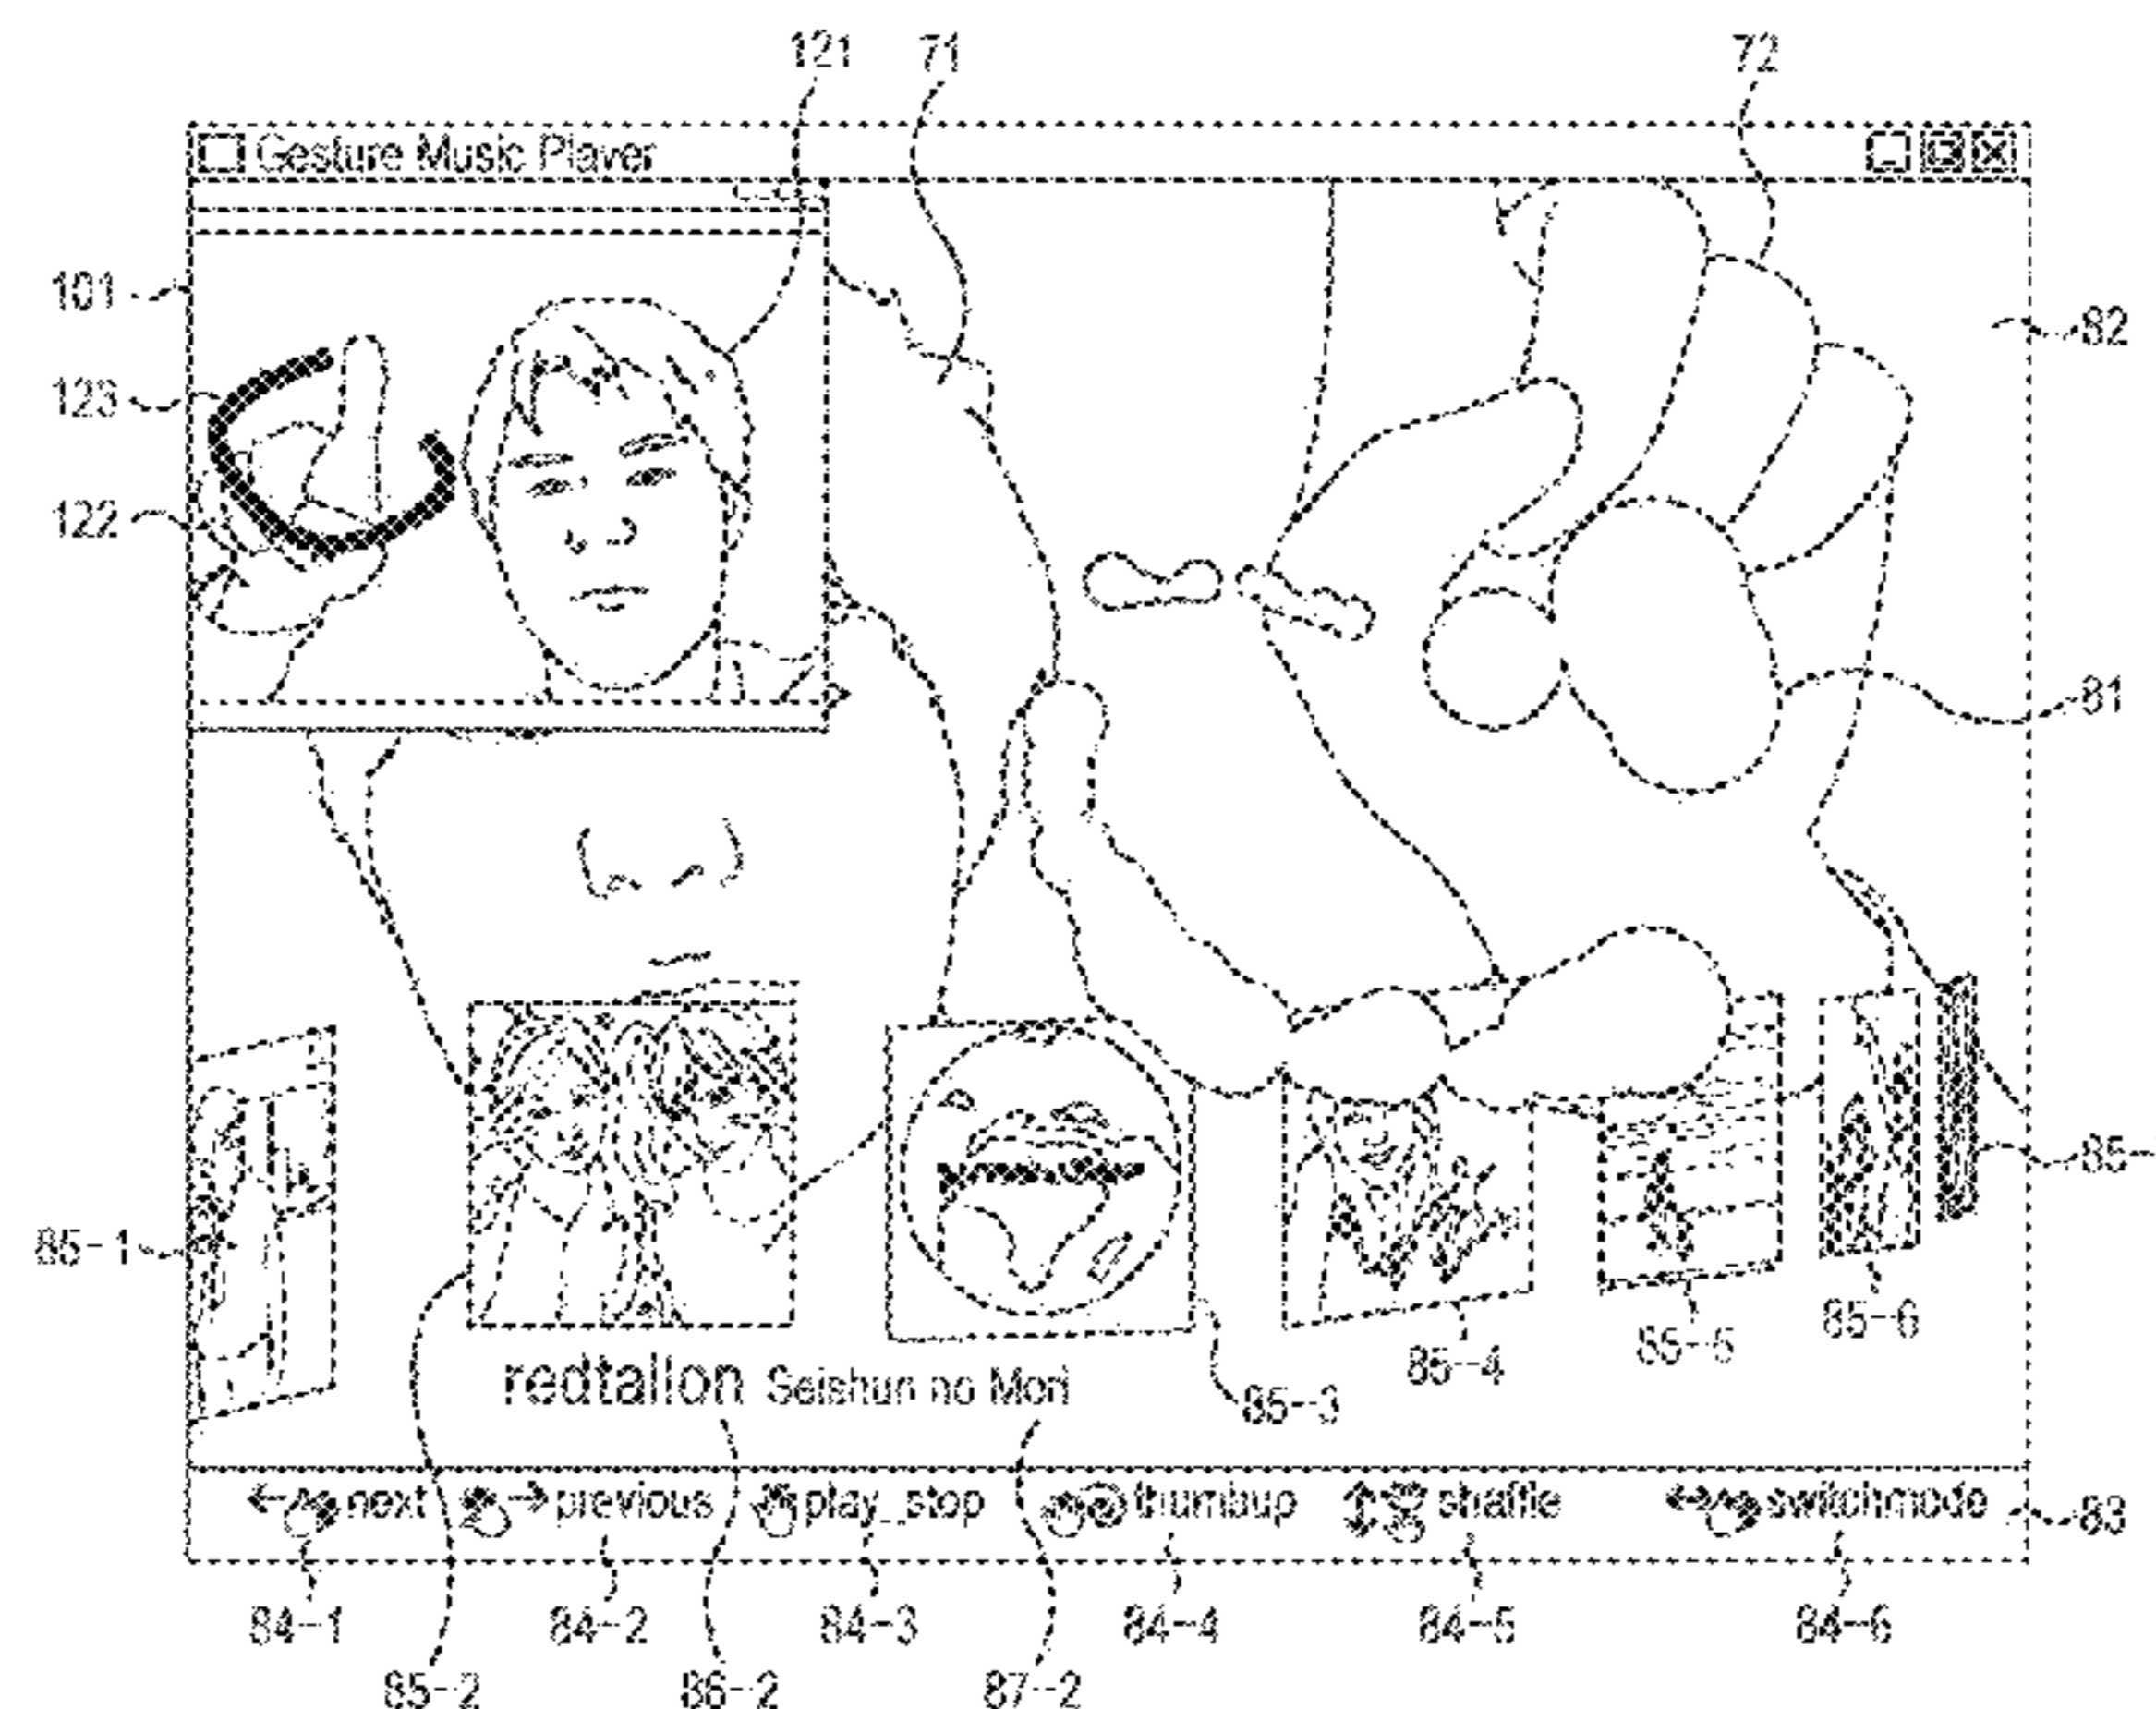 121 71 72
Gesture Music Player
101
82
123
122
81
85-1
85-
85-6
85-5
85-4
85-3
redtallon Seishun no Mori
next previous play_stop thumbup shaffle switchmode 83
84-1 84-2 84-3 84-4 84-5 84-6
85-2 86-2 87-2